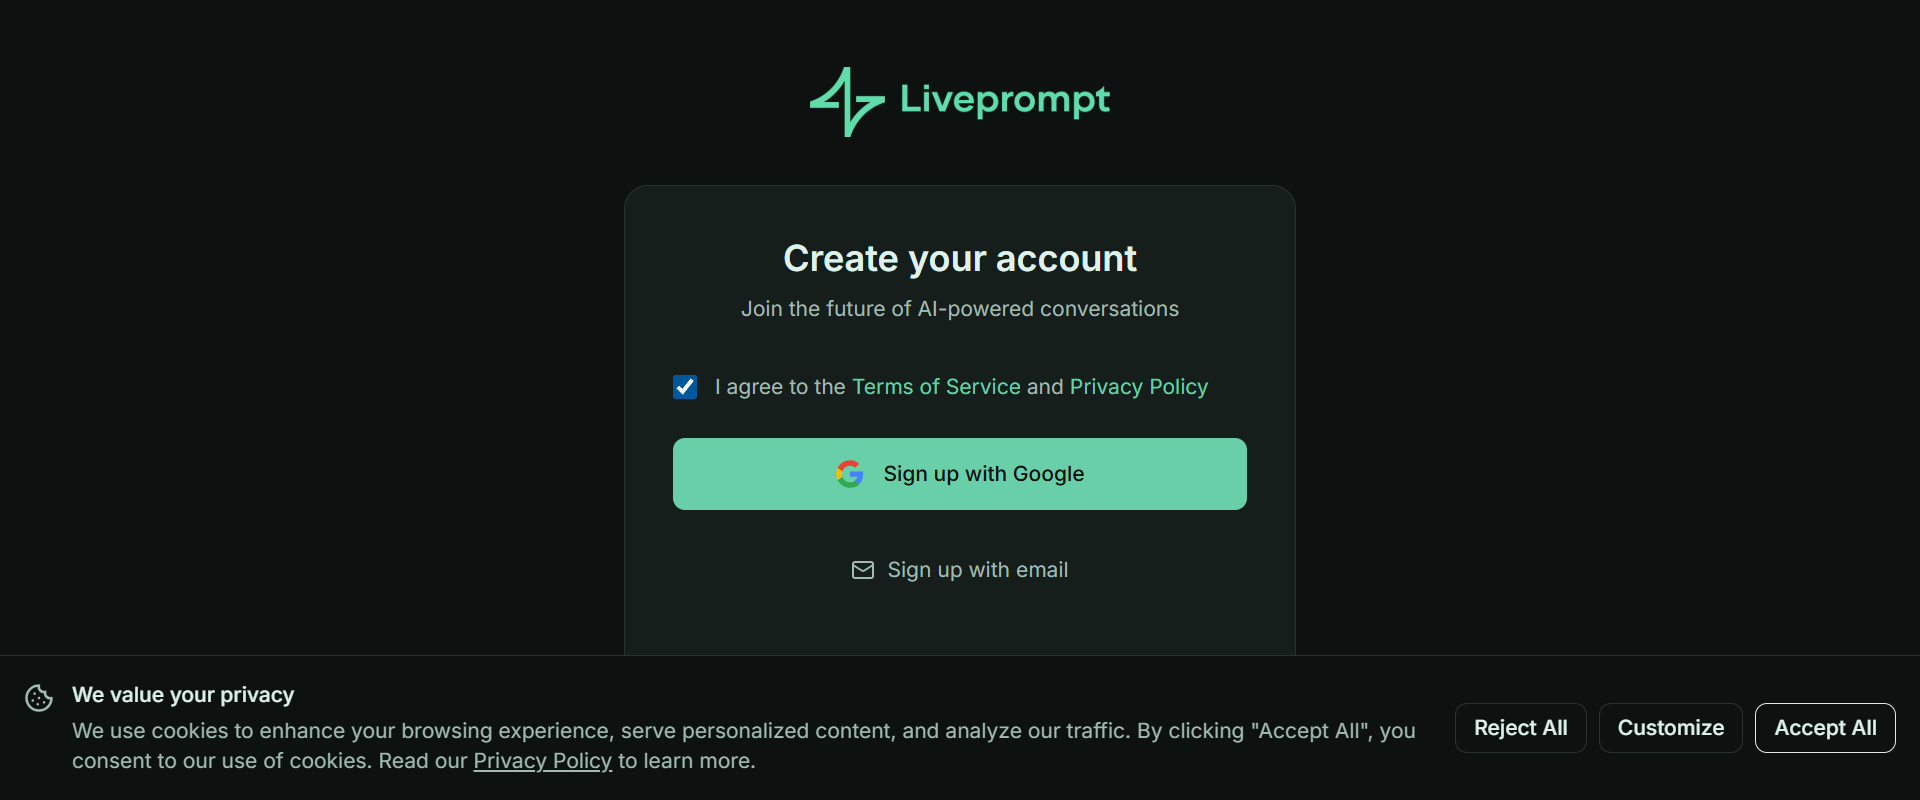 Liveprompt
Create your account
Join the future of AI-powered conversations
I agree to the Terms of Service and Privacy Policy
Sign up with Google
Sign up with email
We value your privacy
We use cookies to enhance your browsing experience, serve personalized content, and analyze our traffic. By clicking "Accept All", you
consent to our use of cookies. Read our Privacy Policy to learn more.
Reject All
Customize
Accept All